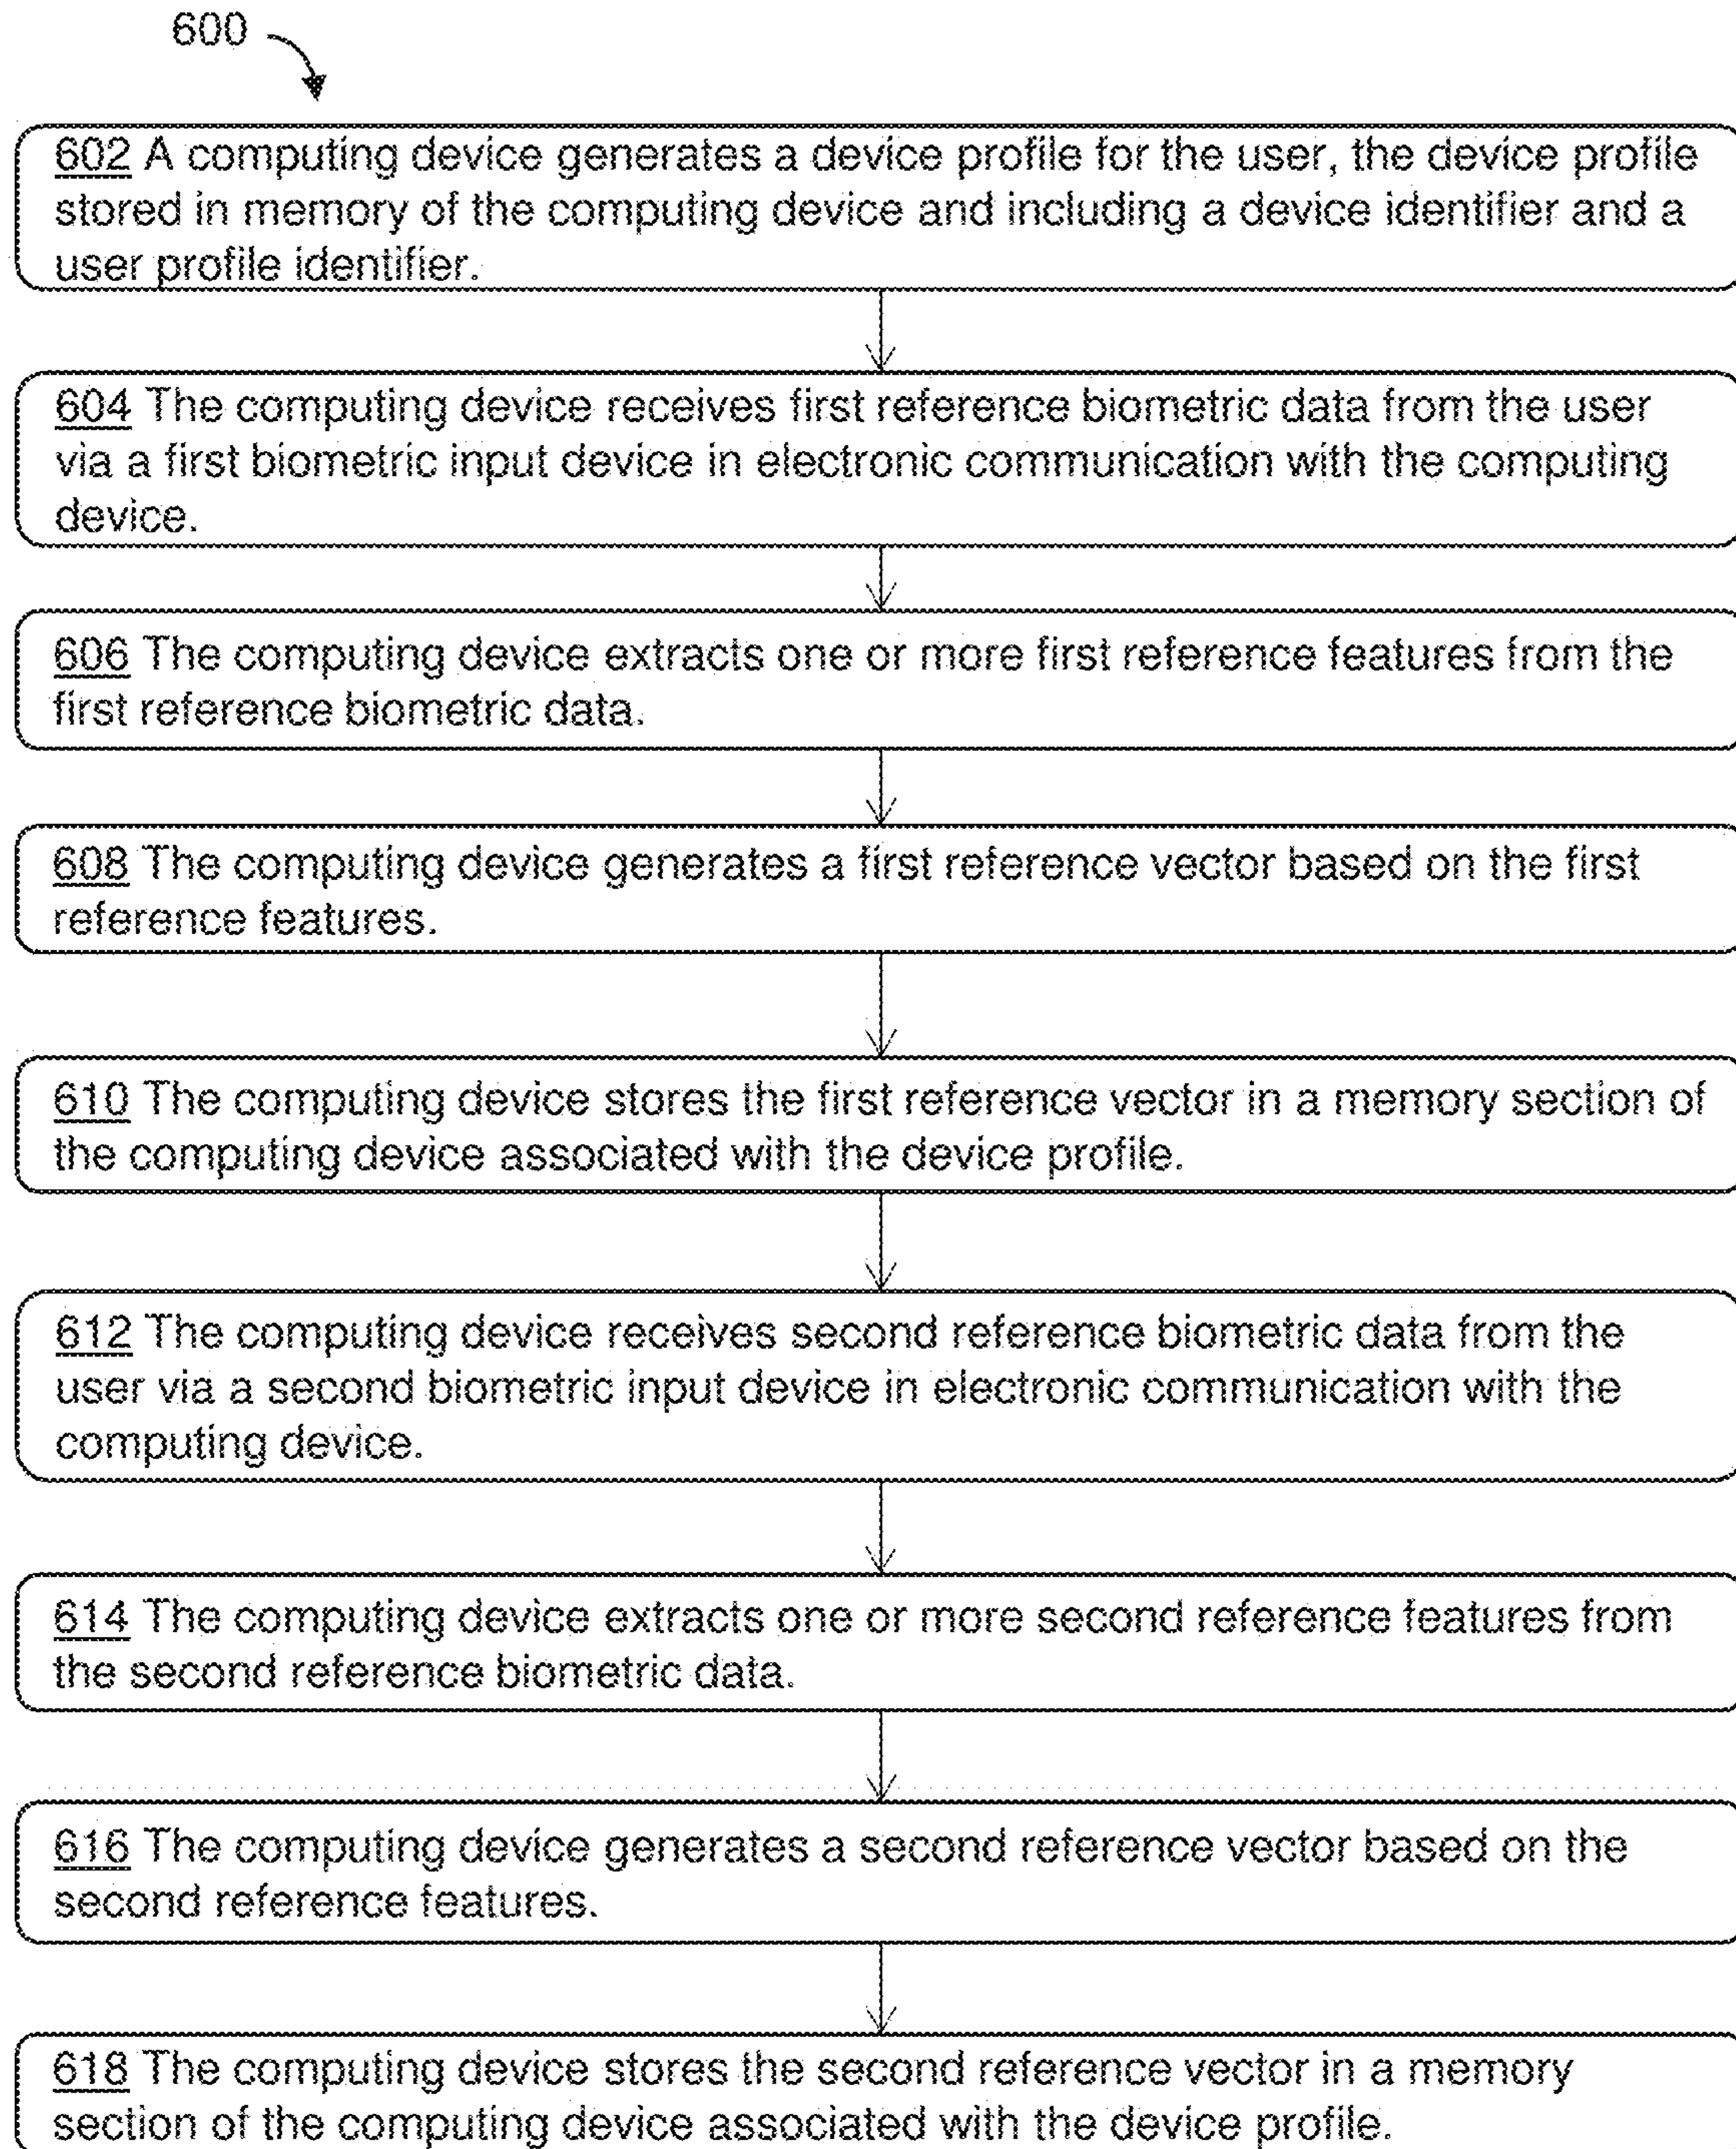 600
602 A computing device generates a device profile for the user, the device profile
stored in memory of the computing device and including a device identifier and a
user profile identifier.
604 The computing device receives first reference biometric data from the user
via a first biometric input device in electronic communication with the computing
device.
606 The computing device extracts one or more first reference features from the
first reference biometric data.
608 The computing device generates a first reference vector based on the first
reference features.
610 The computing device stores the first reference vector in a memory section of
the computing device associated with the device profile.
612 The computing device receives second reference biometric data from the
user via a second biometric input device in electronic communication with the
computing device.
614 The computing device extracts one or more second reference features from
the second reference biometric data.
616 The computing device generates a second reference vector based on the
second reference features.
618 The computing device stores the second reference vector in a memory
section of the computing device associated with the device profile.